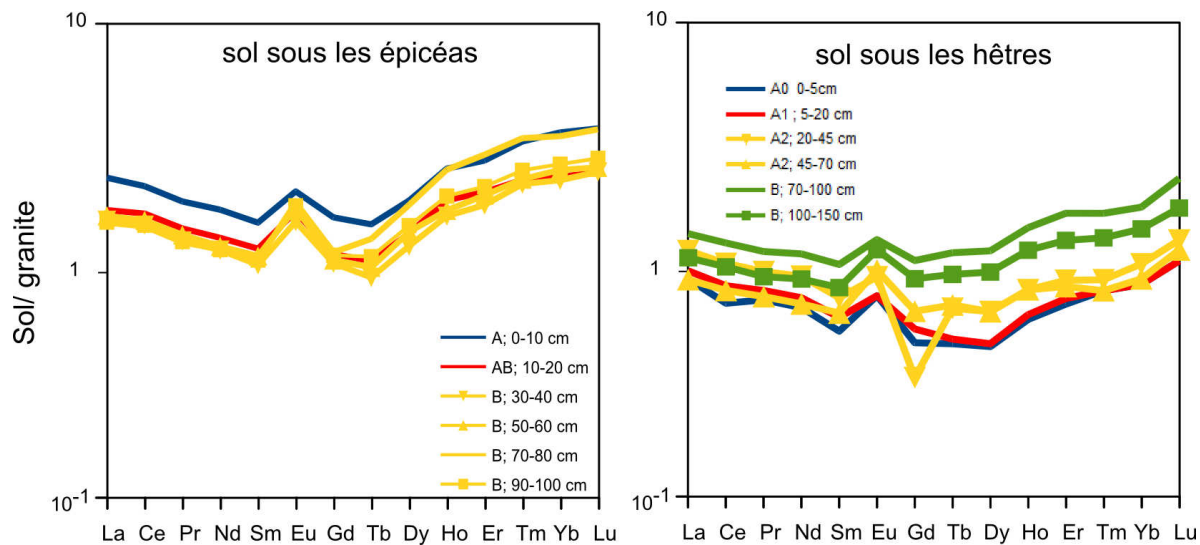 Sol/ granite
sol sous les épicéas
10
1
10-1
A; 0-10 cm
AB; 10-20 cm
B; 30-40 cm
B; 50-60 cm
B; 70-80 cm
B; 90-100 cm
La Ce Pr Nd Sm Eu Gd Tb Dy Ho Er Tm Yb Lu
sol sous les hêtres
10
1
10-1
A0 0-5cm
A1 ; 5-20 cm
A2; 20-45 cm
A2; 45-70 cm
B; 70-100 cm
B; 100-150 cm
La Ce Pr Nd Sm Eu Gd Tb Dy Ho Er Tm Yb Lu